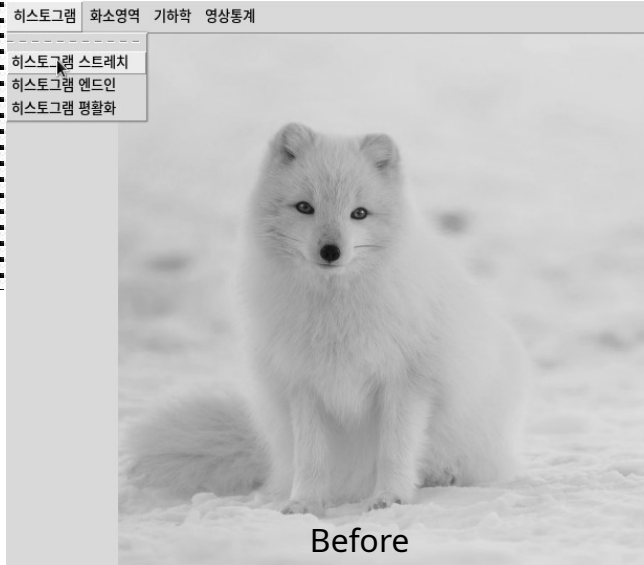 히스토그램 화소영역 기하학 영상통계
히스토그램 스트레치
히스토그램 엔드인
히스토그램 평활화
Before